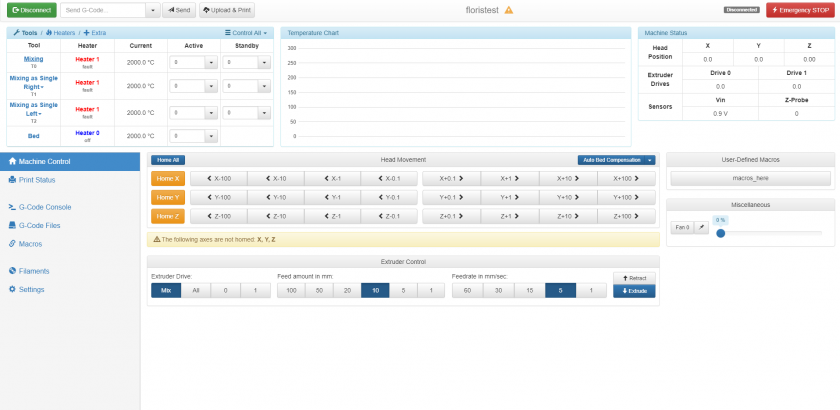 Disconnect Send G-Code... Send Upload & Print floristest Disconnected Emergency STOP
Tools / Heaters / Extra Control All
Tool Heater Current Active Standby
Mixing Heater 1 2000.0 °C 0 0
T0 fault
Mixing as Single Right Heater 1 2000.0 °C 0 0
T1 fault
Mixing as Single Left Heater 1 2000.0 °C 0 0
T2 fault
Bed Heater 0 2000.0 °C 0
off
Temperature Chart
300
250
200
150
100
50
0
Machine Status
Head Position X Y Z
0.0 0.0 0.00
Extruder Drives Drive 0 Drive 1
0.0 0.0
Sensors Vin Z-Probe
0.9 V 0
Machine Control
Print Status
G-Code Console
G-Code Files
Macros
Filaments
Settings
Home All Head Movement Auto Bed Compensation
Home X X-100 X-10 X-1 X-0.1 X+0.1 X+1 X+10 X+100
Home Y Y-100 Y-10 Y-1 Y-0.1 Y+0.1 Y+1 Y+10 Y+100
Home Z Z-100 Z-10 Z-1 Z-0.1 Z+0.1 Z+1 Z+10 Z+100
The following axes are not homed: X, Y, Z
Extruder Control
Extruder Drive: Feed amount in mm: Feedrate in mm/sec:
Mix All 0 1 100 50 20 10 5 1 60 30 15 5 1
Retract
Extrude
User-Defined Macros
macros_here
Miscellaneous
Fan 0 0 %